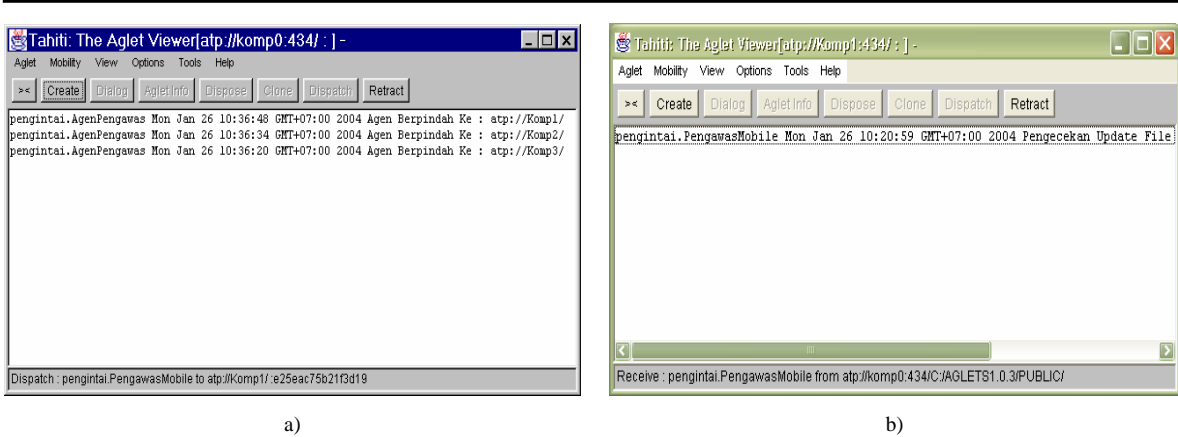 Tahiti: The Aglet Viewer[atp://komp0:434/ : ] -
Aglet Mobility View Options Tools Help
>< Create Dialog Aglet Info Dispose Clone Dispatch Retract
pengintai.AgenPengawas Mon Jan 26 10:36:48 GMT+07:00 2004 Agen Berpindah Ke : atp://Komp1/
pengintai.AgenPengawas Mon Jan 26 10:36:34 GMT+07:00 2004 Agen Berpindah Ke : atp://Komp2/
pengintai.AgenPengawas Mon Jan 26 10:36:20 GMT+07:00 2004 Agen Berpindah Ke : atp://Komp3/
Dispatch : pengintai.PengawasMobile to atp://Komp1/ :e25eac75b21f3d19
a)
Tahiti: The Aglet Viewer[atp://Komp1:434/ : ] -
Aglet Mobility View Options Tools Help
>< Create Dialog Aglet Info Dispose Clone Dispatch Retract
pengintai.PengawasMobile Mon Jan 26 10:20:59 GMT+07:00 2004 Pengecekan Update File
Receive : pengintai.PengawasMobile from atp://komp0:434/C:/AGLETS1.0.3/PUBLIC/
b)